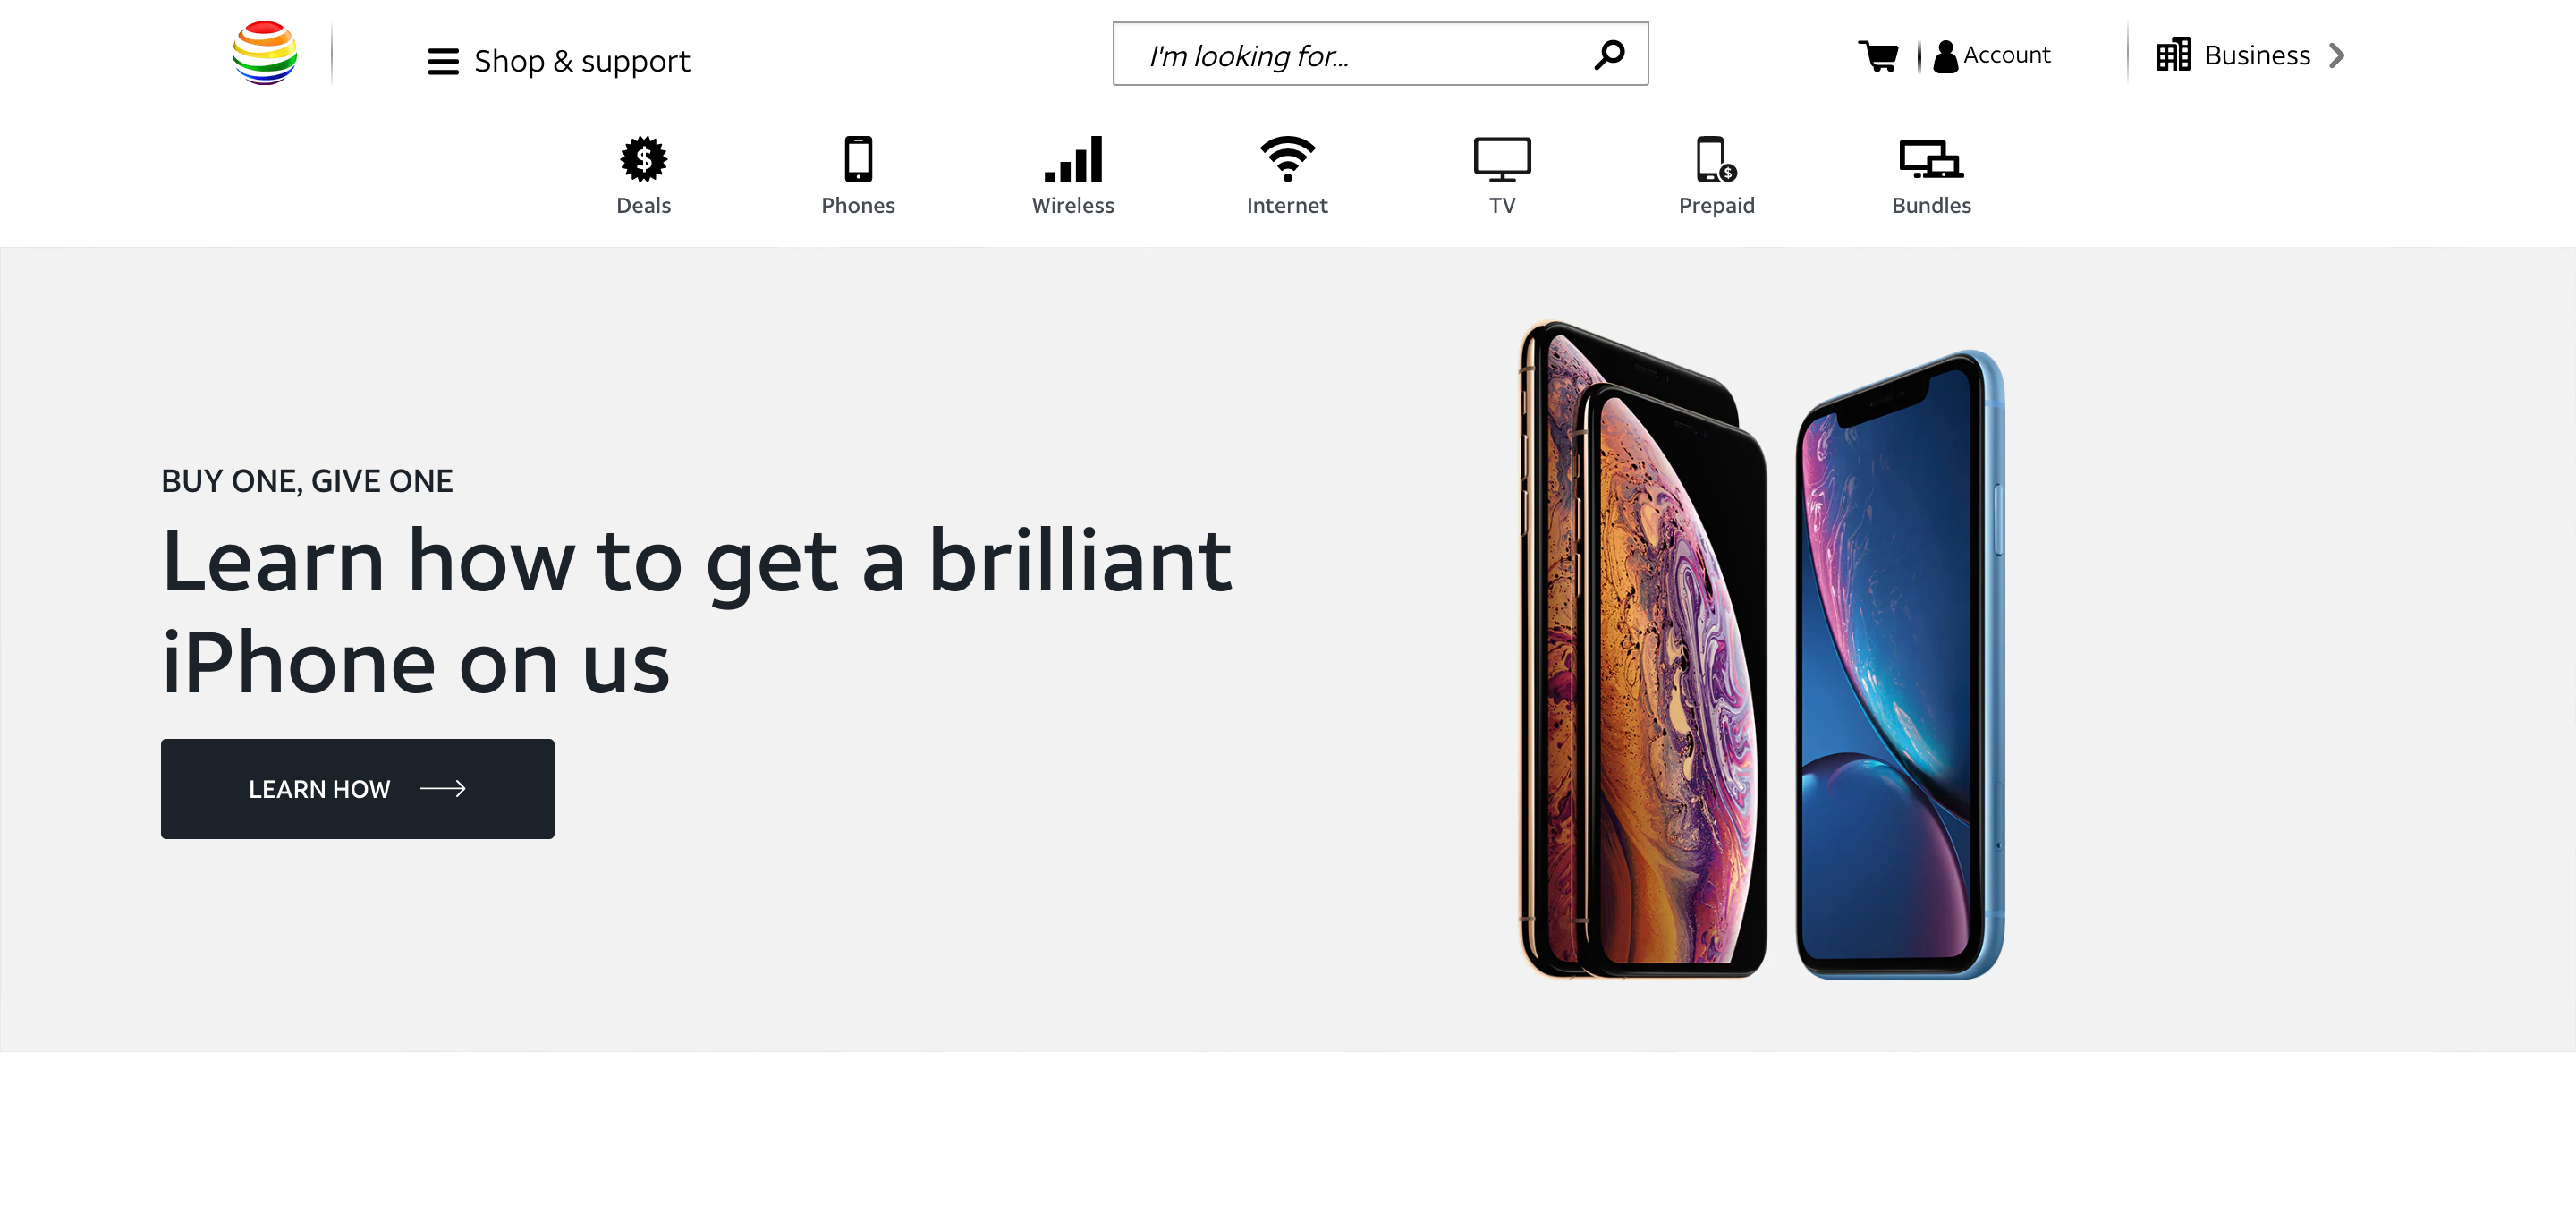 Shop & support
I'm looking for...
Account
Business
Deals
Phones
Wireless
Internet
TV
Prepaid
Bundles
BUY ONE, GIVE ONE
Learn how to get a brilliant
iPhone on us
LEARN HOW